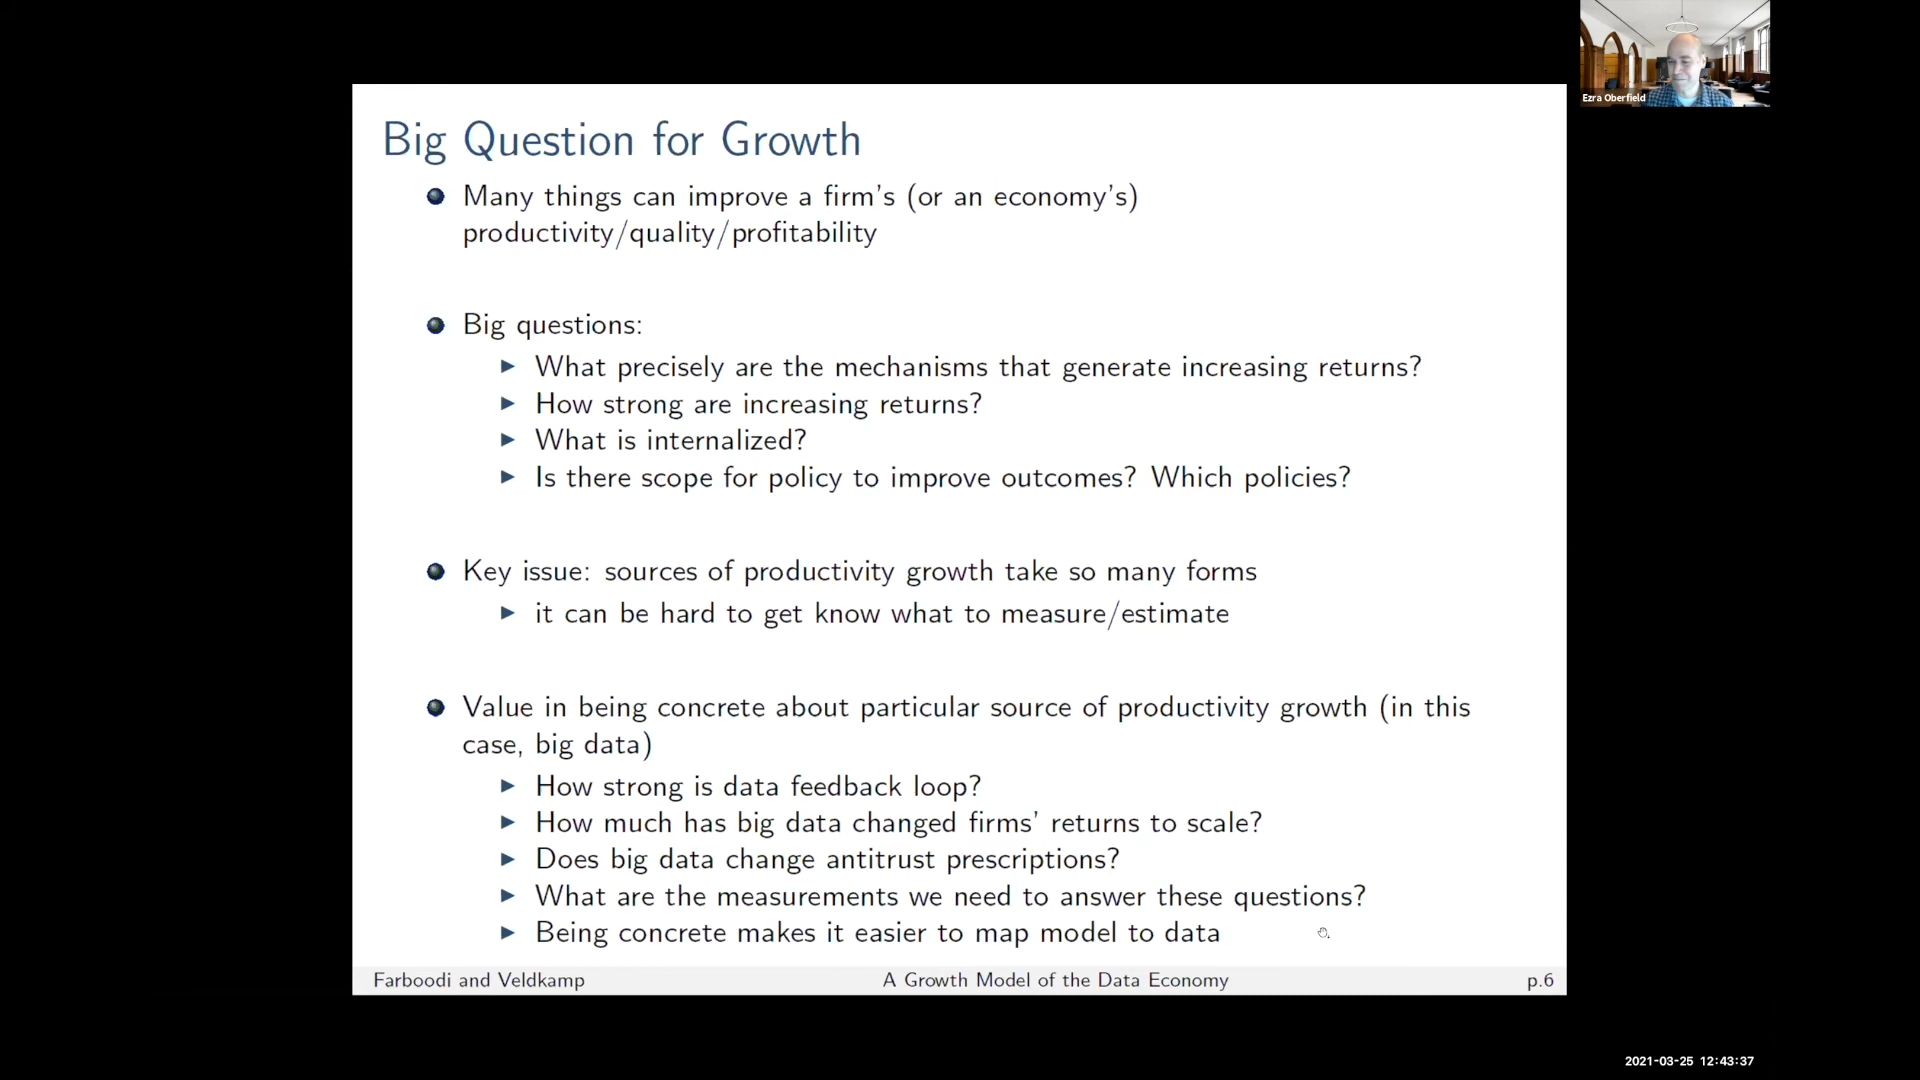 Ezra Oberfield
Big Question for Growth
Many things can improve a firm's (or an economy's)
productivity/quality/profitability
Big questions:
What precisely are the mechanisms that generate increasing returns?
How strong are increasing returns?
What is internalized?
Is there scope for policy to improve outcomes? Which policies?
Key issue: sources of productivity growth take so many forms
it can be hard to get know what to measure/estimate
Value in being concrete about particular source of productivity growth (in this
case, big data)
How strong is data feedback loop?
How much has big data changed firms' returns to scale?
Does big data change antitrust prescriptions?
What are the measurements we need to answer these questions?
Being concrete makes it easier to map model to data
Farboodi and Veldkamp A Growth Model of the Data Economy p.6
2021-03-25 12:43:37